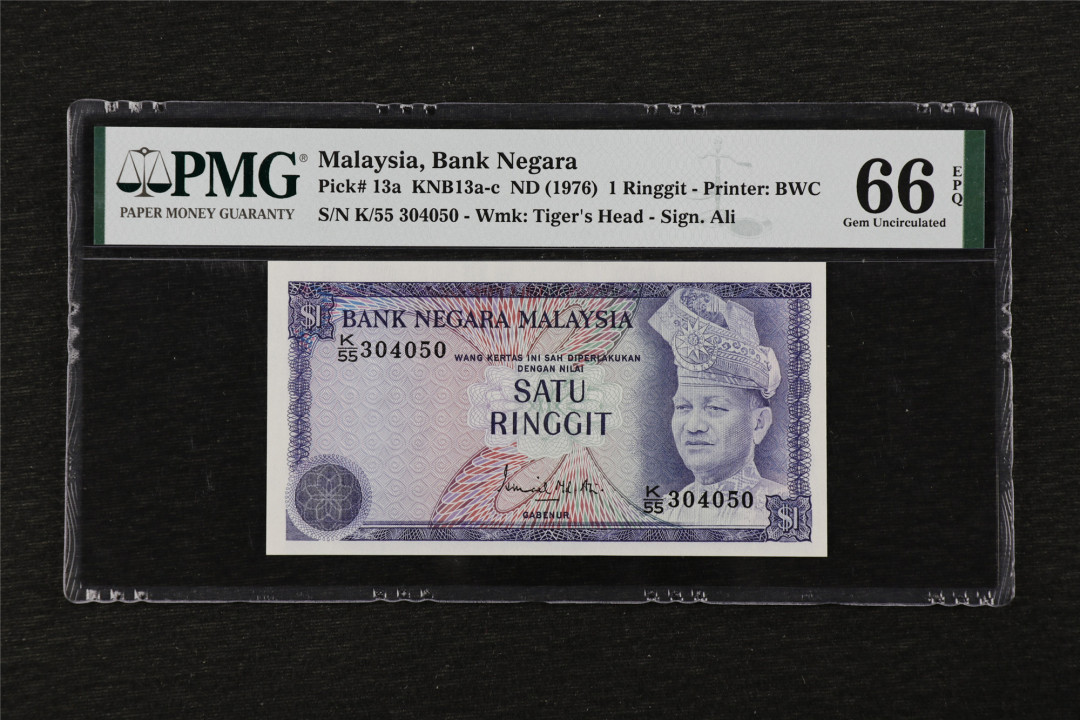 PMG®
PAPER MONEY GUARANTY
Malaysia, Bank Negara
Pick# 13a KNB13a-c ND (1976) 1 Ringgit - Printer: BWC
S/N K/55 304050 - Wmk: Tiger's Head - Sign. Ali
66
EPQ
Gem Uncirculated
$1
BANK NEGARA MALAYSIA
K/55 304050
WANG KERTAS INI SAH DIPERLAKUKAN
DENGAN NILAI
SATU
RINGGIT
GABENUR
K/55 304050
$1